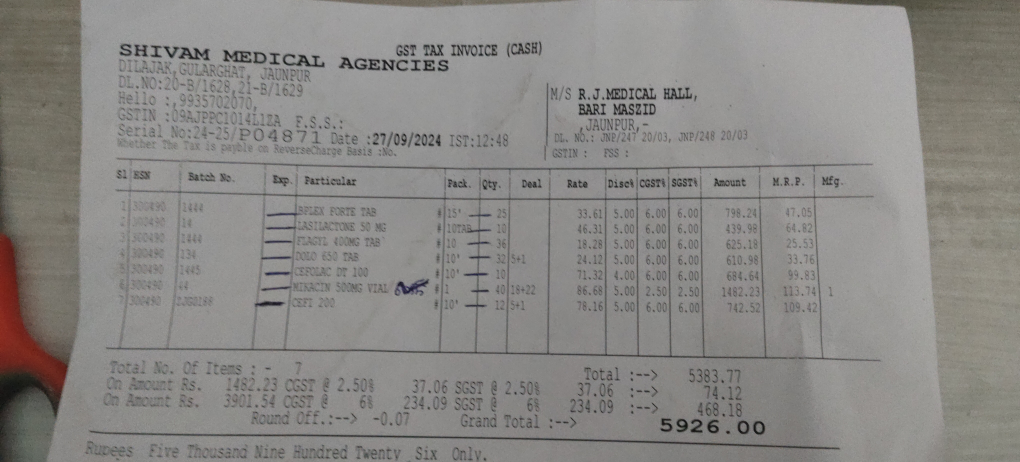 GST TAX INVOICE (CASH)
SHIVAM MEDICAL AGENCIES
DILAJAK,GULARGHAT, JAUNPUR
DL.NO:20-B/1628,21-B/1629
Hello :,9935702070,
GSTIN :09AJPPC1014L1ZA F.S.S.:
Serial No:24-25/P04871 Date :27/09/2024 IST:12:48
Whether The Tax is payble on ReverseCharge Basis :No.
M/S R.J.MEDICAL HALL,
BARI MASZID
,JAUNPUR,-
DL. NO.: JNP/247 20/03, JNP/248 20/03
GSTIN : FSS :
Sl HSN Batch No. Exp. Particular Pack. Qty. Deal Rate Disc% CGST% SGST% Amount M.R.P. Mfg.
1 300490 1444 BPLEX FORTE TAB # 15' 25 33.61 5.00 6.00 6.00 798.24 47.05
2 300490 14 LASILACTONE 50 MG # 10TAB 10 46.31 5.00 6.00 6.00 439.98 64.82
3 300490 1444 FLAGYL 400MG TAB # 10 36 18.28 5.00 6.00 6.00 625.18 25.53
4 300490 134 DOLO 650 TAB # 10' 32 5+1 24.12 5.00 6.00 6.00 610.98 33.76
5 300490 1445 CEFOLAC DT 100 # 10' 10 71.32 4.00 6.00 6.00 684.64 99.83
6 300490 44 MIKACIN 500MG VIAL # 1 40 18+22 86.68 5.00 2.50 2.50 1482.23 113.74 1
7 300490 CEFI 200 # 10' 12 5+1 78.16 5.00 6.00 6.00 742.52 109.42
Total No. Of Items : - 7 Total :--> 5383.77
On Amount Rs. 1482.23 CGST @ 2.50% 37.06 SGST @ 2.50% 37.06 :--> 74.12
On Amount Rs. 3901.54 CGST @ 6% 234.09 SGST @ 6% 234.09 :--> 468.18
Round Off.:--> -0.07 Grand Total :--> 5926.00
Rupees Five Thousand Nine Hundred Twenty Six Only.